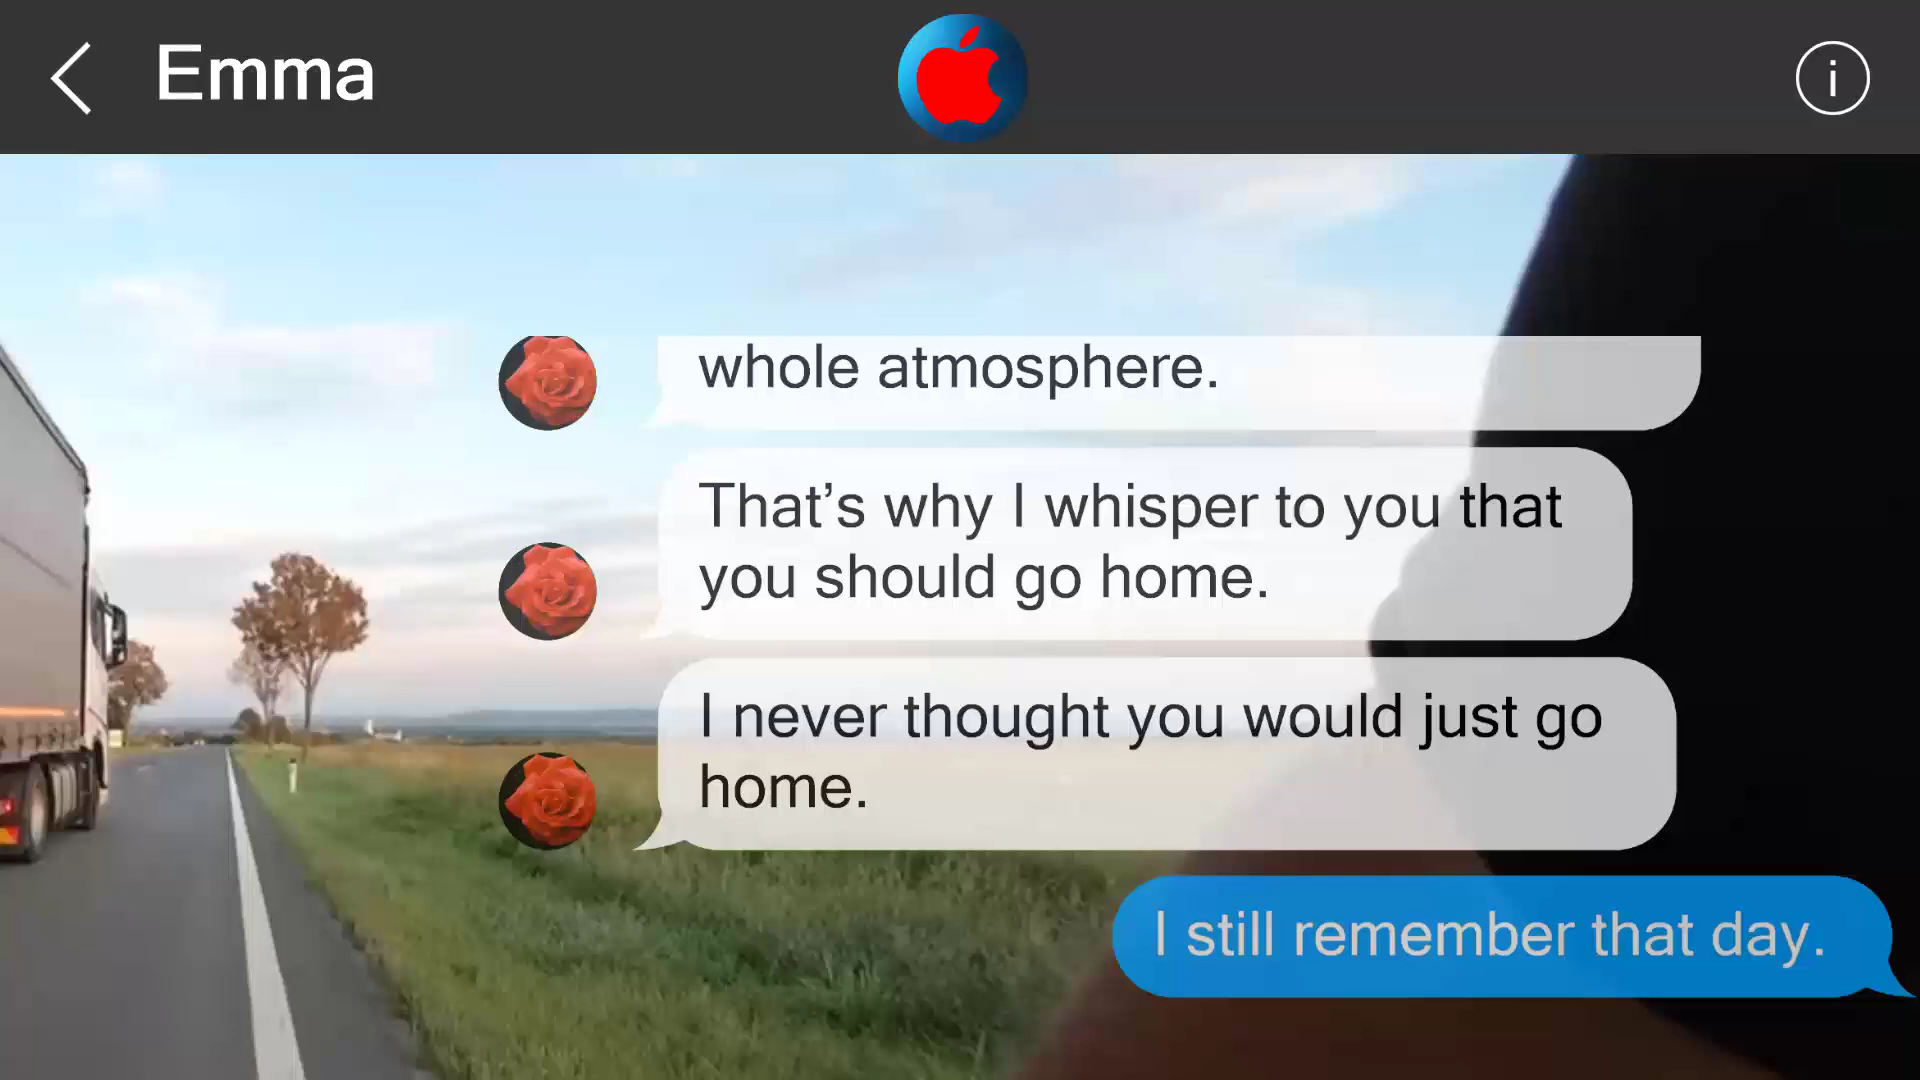 Emma
whole atmosphere.
That’s why I whisper to you that
you should go home.
I never thought you would just go
home.
I still remember that day.